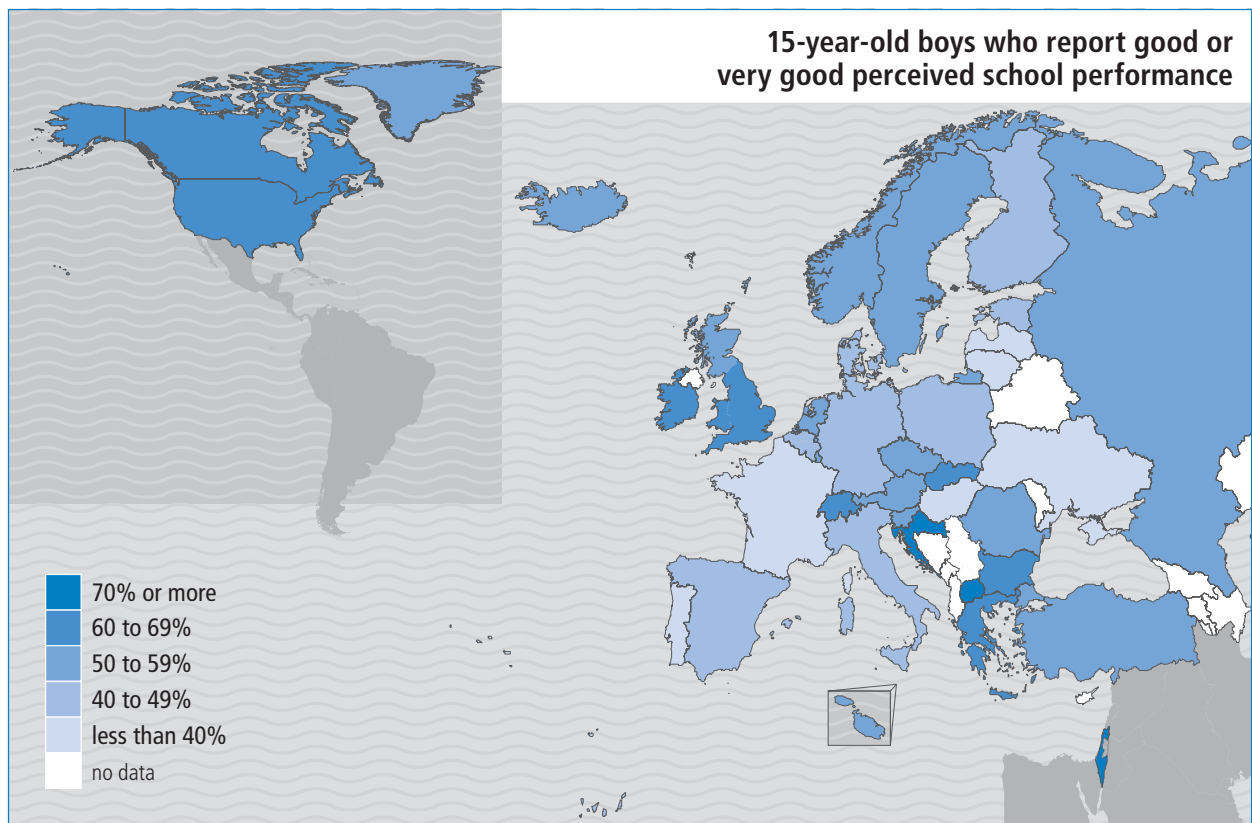 15-year-old boys who report good or
very good perceived school performance
70% or more
60 to 69%
50 to 59%
40 to 49%
less than 40%
no data